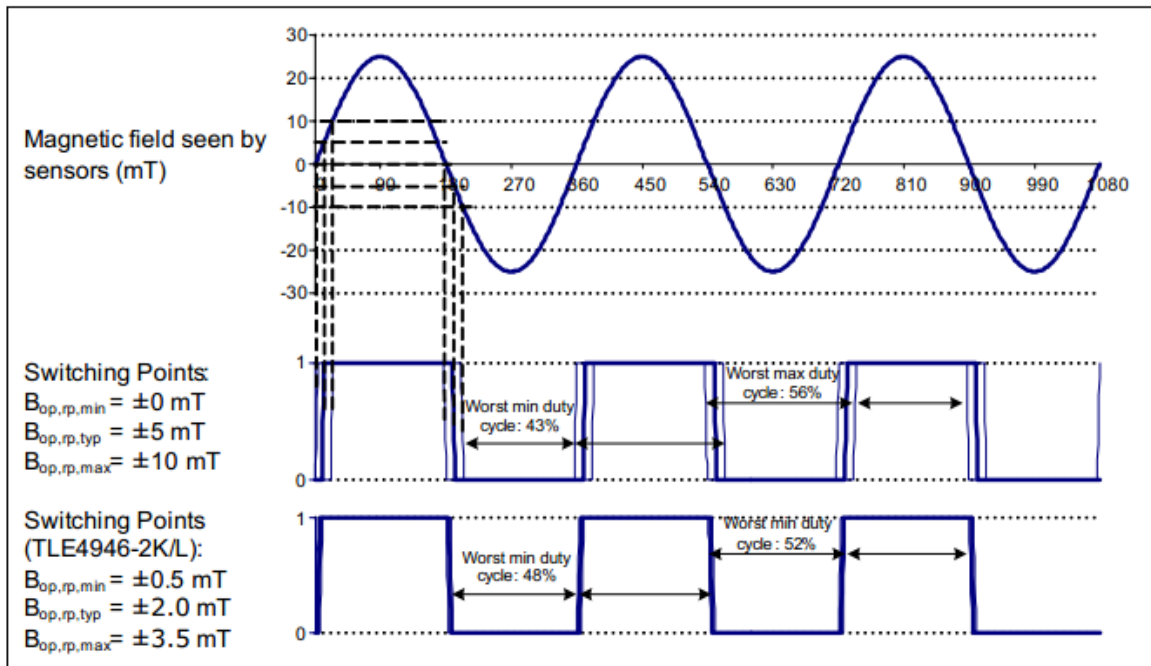 30
20
10
0
-10
-20
-30
Magnetic field seen by
sensors (mT)
90
270
360
450
540
630
720
810
900
990
1080
Switching Points:
Bop,rp,min = ±0 mT
Bop,rp,typ = ±5 mT
Bop,rp,max= ±10 mT
1
0
Worst min duty
cycle: 43%
Worst max duty
cycle: 56%
Switching Points
(TLE4946-2K/L):
Bop,rp,min = ±0.5 mT
Bop,rp,typ = ±2.0 mT
Bop,rp,max = ±3.5 mT
1
0
Worst min duty
cycle: 48%
Worst min duty
cycle: 52%